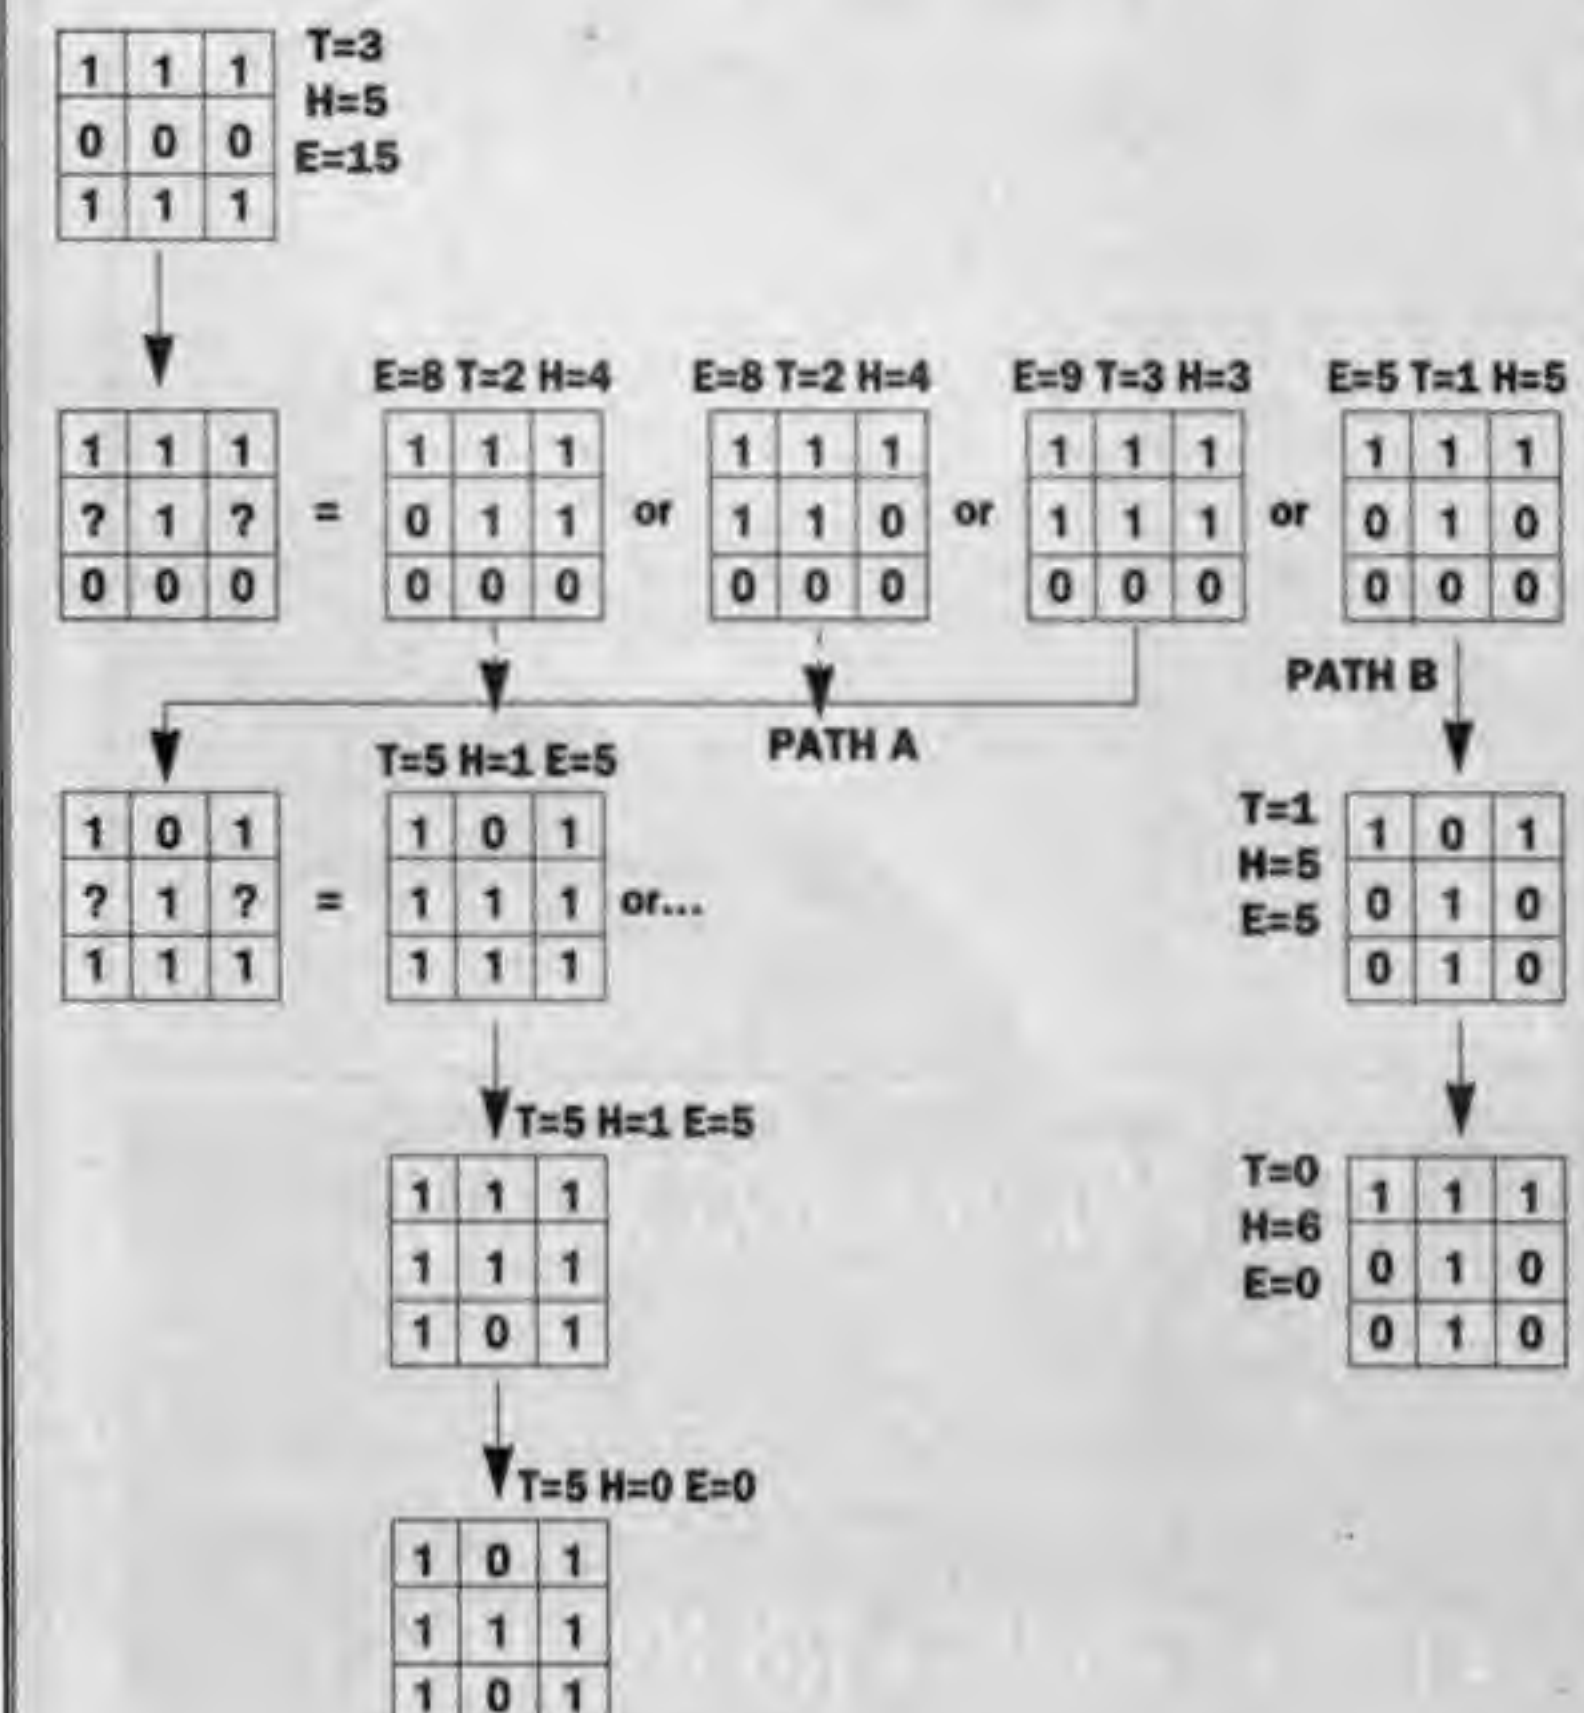 T=3
1 1 1
H=5
0 0 0
E=15
1 1 1
E=8 T=2 H=4 E=8 T=2 H=4 E=9 T=3 H=3 E=5 T=1 H=5
1 1 1 1 1 1 1 1 1 1 1 1 1 1 1
? 1 ? = 0 1 1 or 1 1 0 or 1 1 1 or 0 1 0
0 0 0 0 0 0 0 0 0 0 0 0 0 0 0
PATH B
PATH A
T=5 H=1 E=5
T=1
1 0 1 1 0 1 1 0 1
H=5
? 1 ? = 1 1 1 or... 0 1 0
E=5
1 1 1 1 1 1 0 1 0
T=5 H=1 E=5
T=0
1 1 1 1 1 1
H=6
1 1 1 0 1 0
E=0
1 0 1 0 1 0
T=5 H=0 E=0
1 0 1
1 1 1
1 0 1